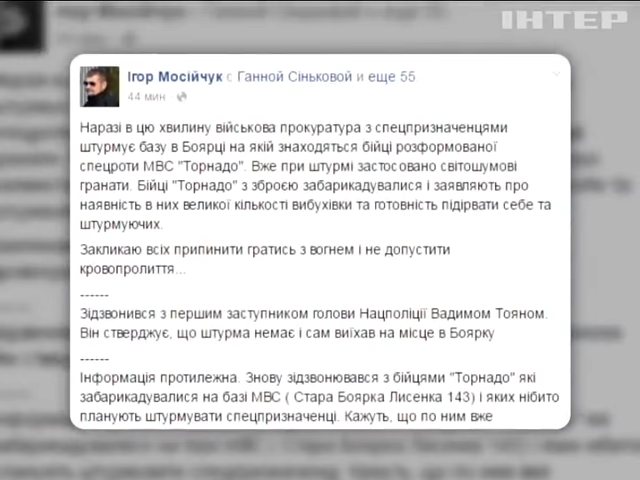 ІНТЕР
Ігор Мосійчук с Ганной Сіньковой и еще 55
44 мин
Наразі в цю хвилину військова прокуратура з спецпризначенцями
штурмує базу в Боярці на якій знаходяться бійці розформованої
спецроти МВС "Торнадо". Вже при штурмі застосовано світошумові
гранати. Бійці "Торнадо" з зброєю забарикадувалися і заявляють про
наявність в них великої кількості вибухівки та готовність підірвати себе та
штурмуючих.
Закликаю всіх припинити гратись з вогнем і не допустити
кровопролиття...
------
Зідзвонився з першим заступником голови Нацполіції Вадимом Тояном.
Він стверджує, що штурма немає і сам виїхав на місце в Боярку
------
Інформація протилежна. Знову зідзвонювався з бійцями "Торнадо" які
забарикадувалися на базі МВС ( Стара Боярка Лисенка 143) і яких нібито
планують штурмувати спецпризначенці. Кажуть, що по ним вже